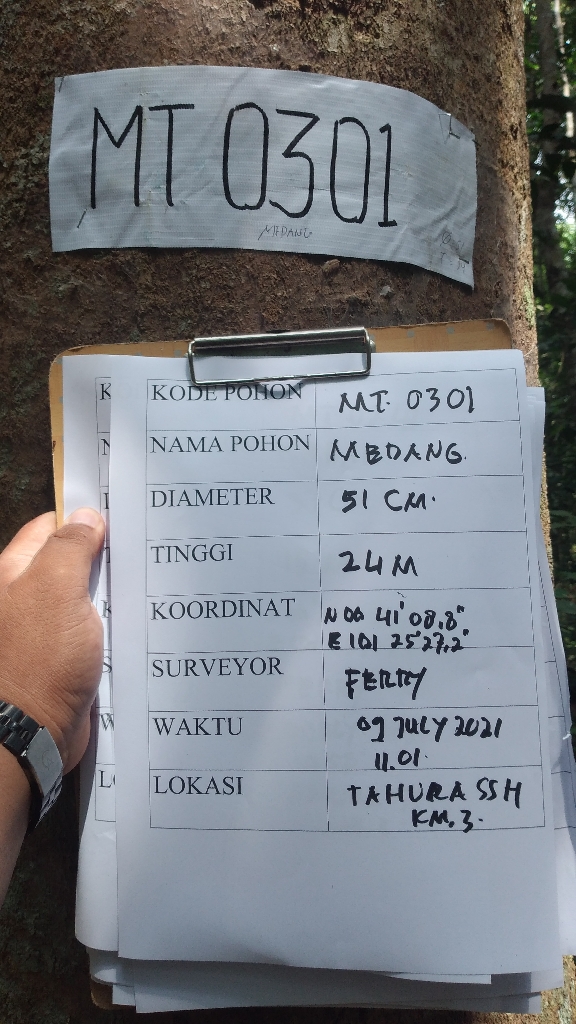 MT 0301
MEDANG
KODE POHON MT. 0301
NAMA POHON MEDANG.
DIAMETER 51 CM.
TINGGI 24 M
KOORDINAT N 00 41' 08,8"
E 101 25' 27,2"
SURVEYOR FERRY
WAKTU 09 JULY 2021
11.01.
LOKASI TAHURA SSH
KM. 3.